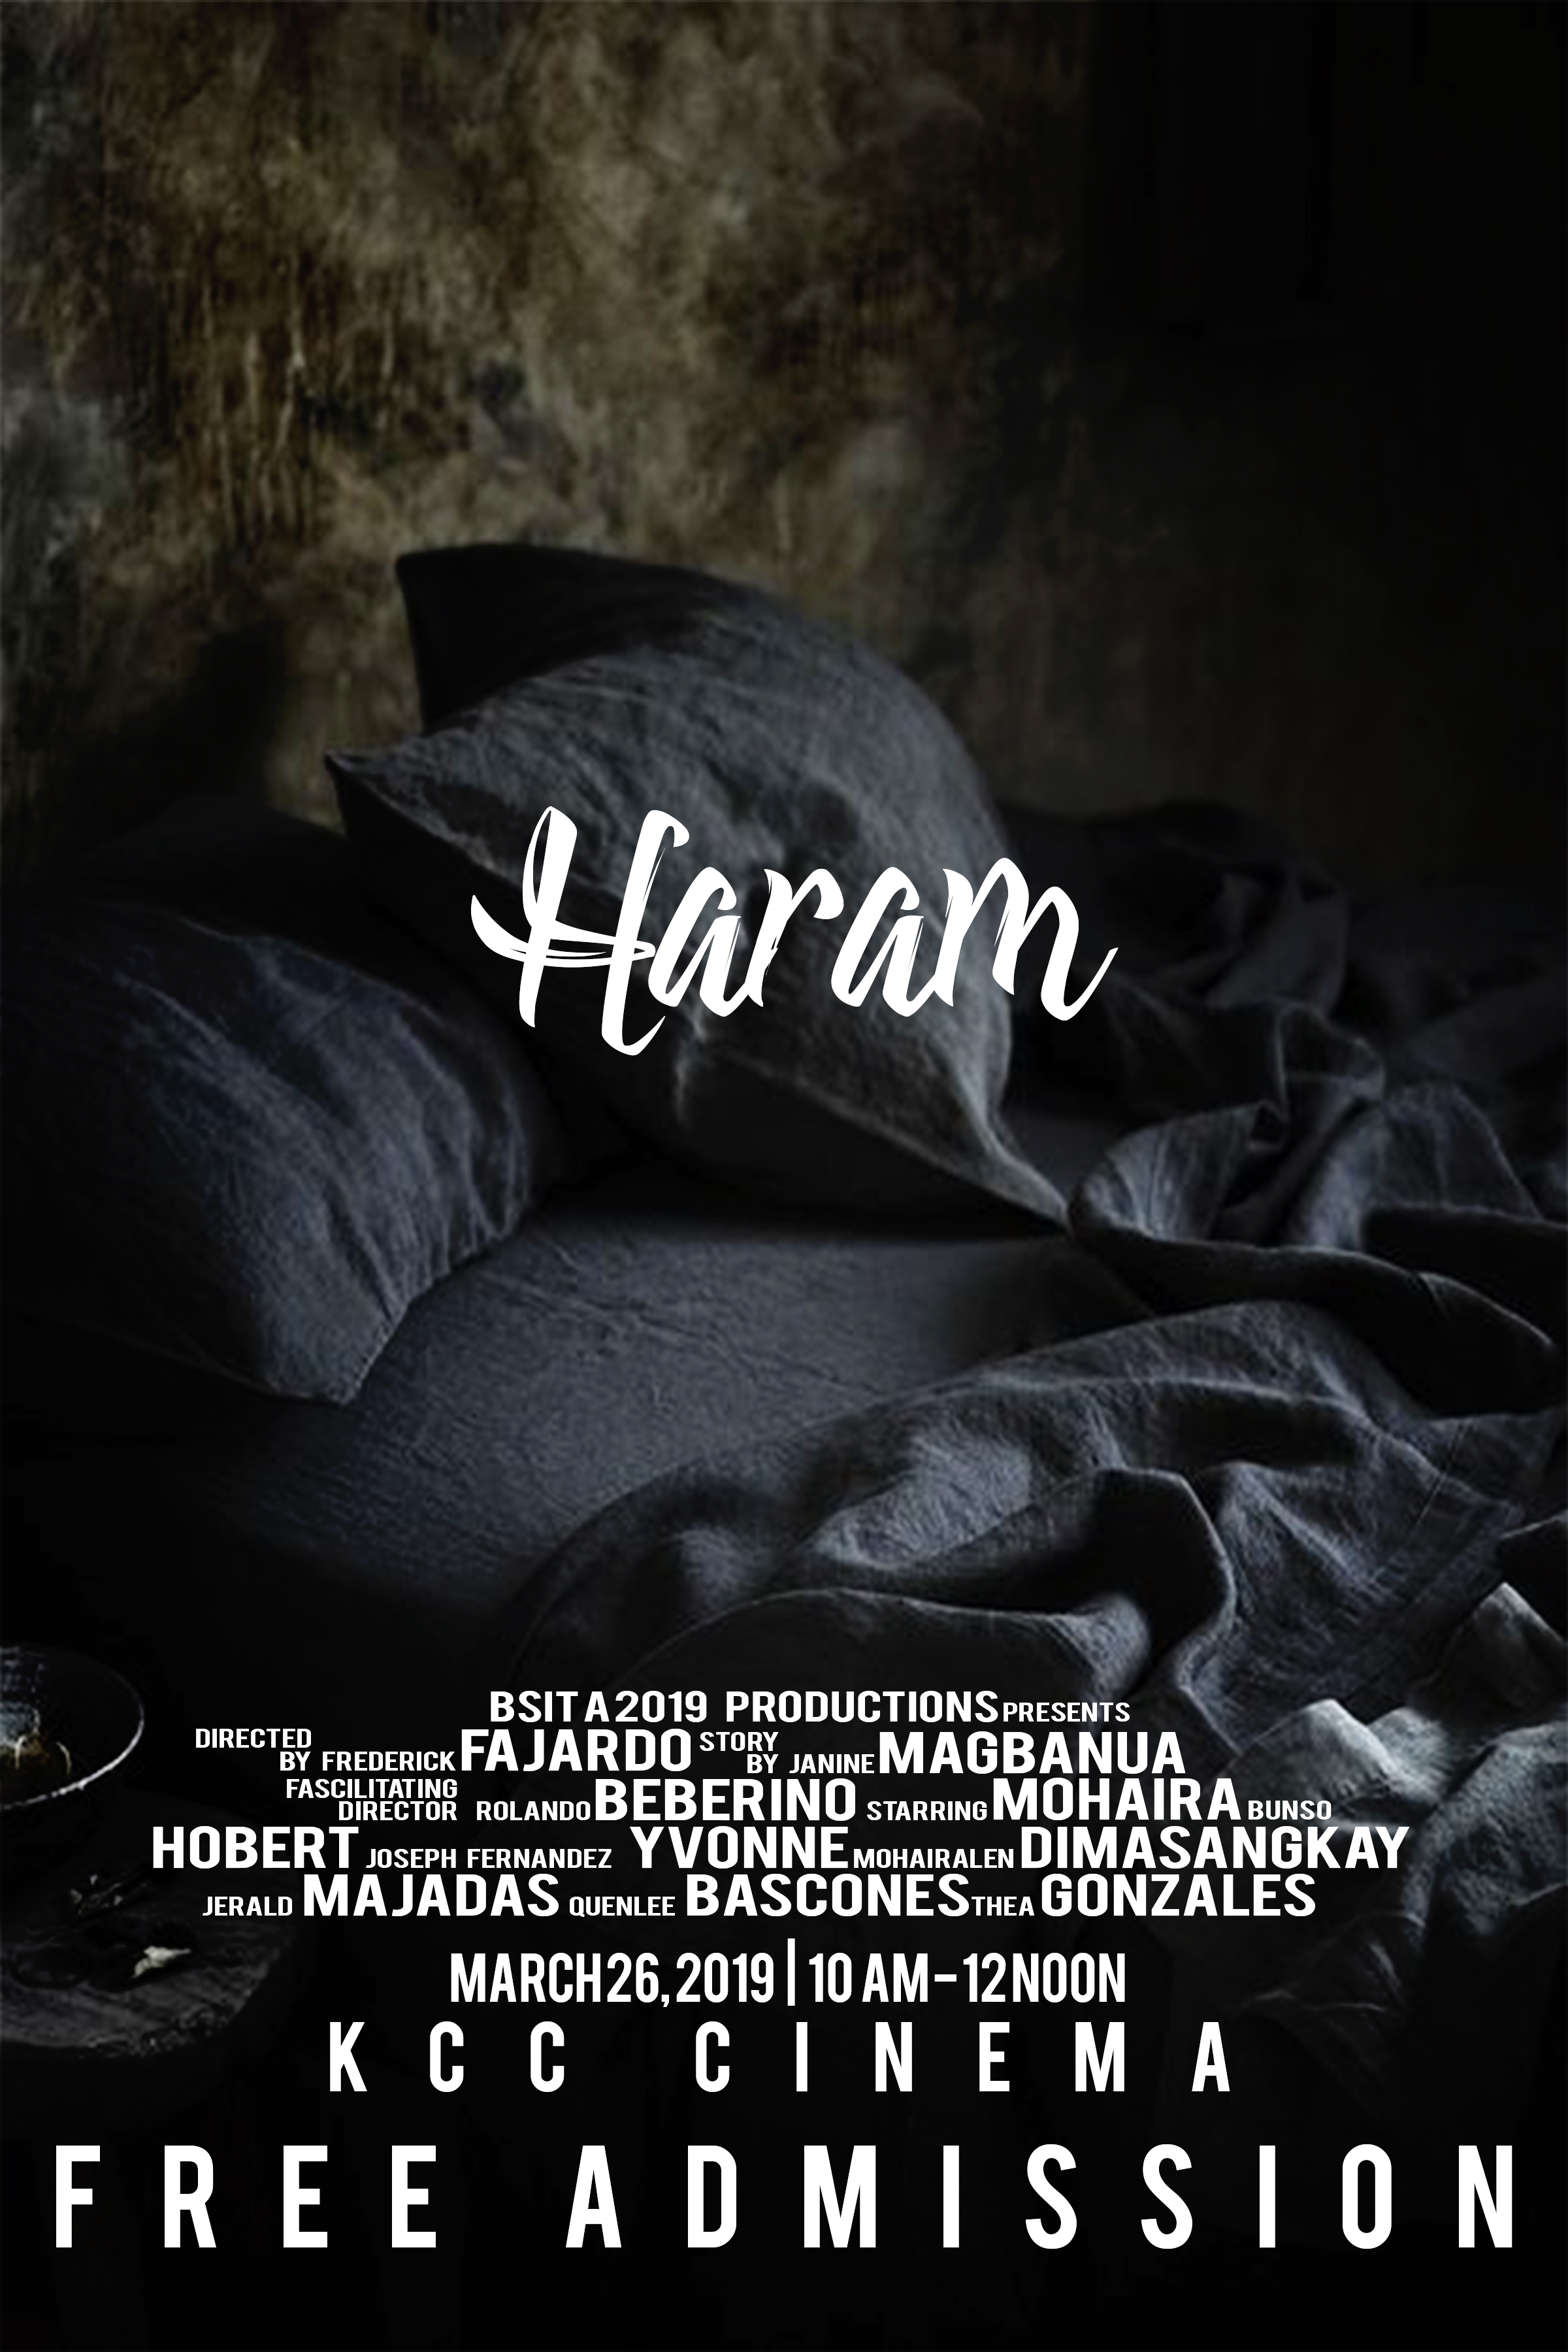 Haram
BSIT A 2019 PRODUCTIONS PRESENTS
DIRECTED BY FREDERICK FAJARDO STORY BY JANINE MAGBANUA
FASCILITATING DIRECTOR ROLANDO BEBERINO STARRING MOHAIRA BUNSO
HOBERT JOSEPH FERNANDEZ YVONNE MOHAIRALEN DIMASANGKAY
JERALD MAJADAS QUENLEE BASCONES THEA GONZALES
MARCH 26, 2019 | 10 AM - 12 NOON
KCC CINEMA
FREE ADMISSION